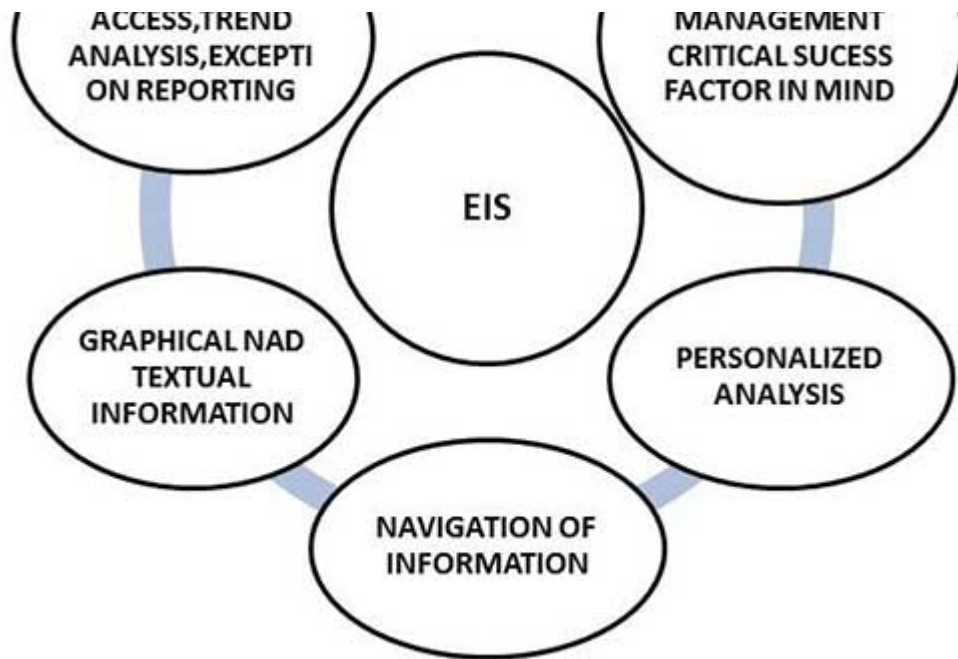 ACCESS,TREND
ANALYSIS,EXCEPTI
ON REPORTING
MANAGEMENT
CRITICAL SUCESS
FACTOR IN MIND
EIS
GRAPHICAL NAD
TEXTUAL
INFORMATION
PERSONALIZED
ANALYSIS
NAVIGATION OF
INFORMATION